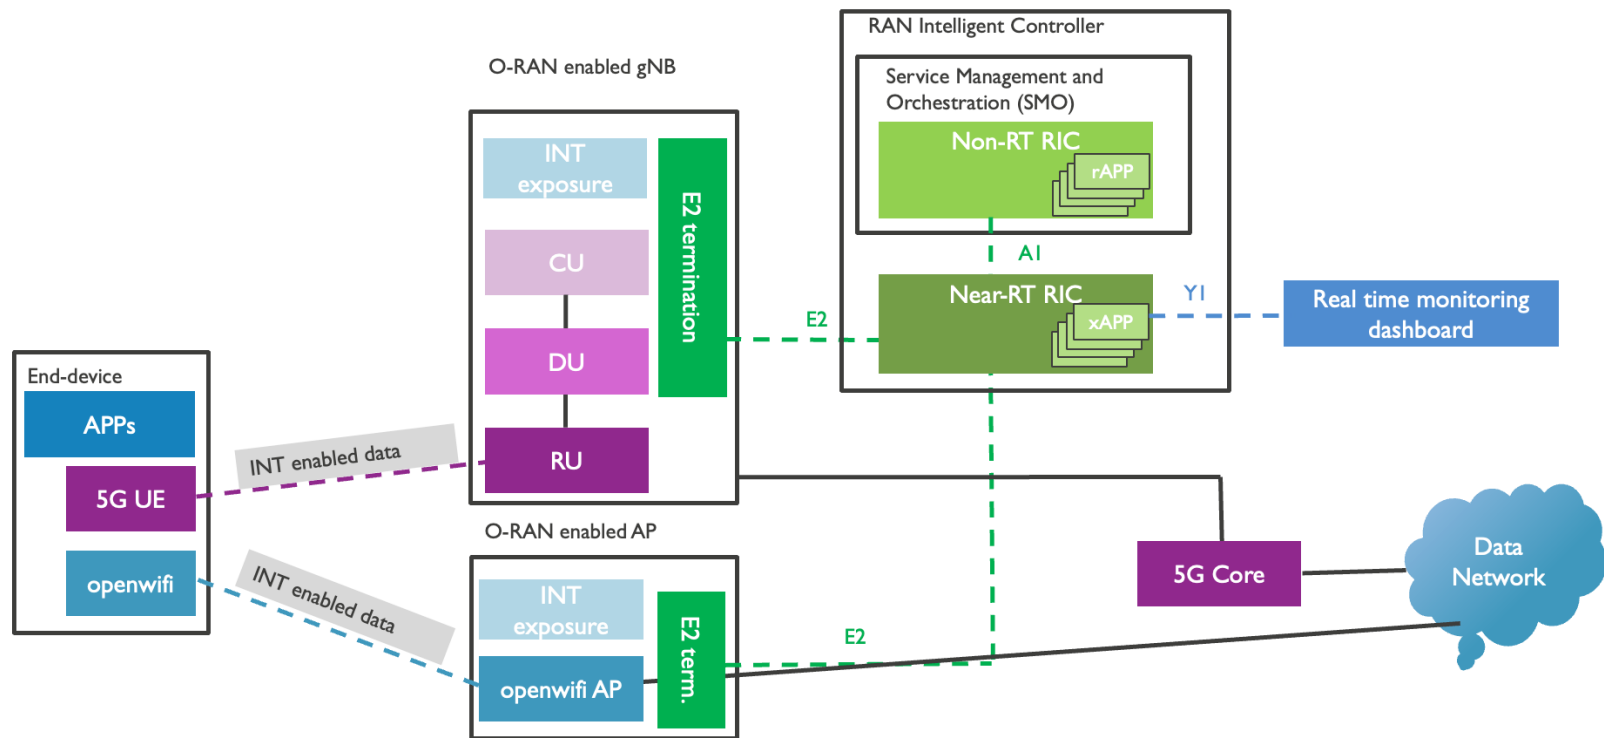 RAN Intelligent Controller
Service Management and
Orchestration (SMO)
Non-RT RIC
rAPP
A1
Near-RT RIC
xAPP
Y1
Real time monitoring
dashboard
O-RAN enabled gNB
INT
exposure
E2 termination
CU
DU
RU
E2
End-device
APPs
5G UE
openwifi
INT enabled data
INT enabled data
O-RAN enabled AP
INT
exposure
openwifi AP
E2 term.
E2
5G Core
Data
Network